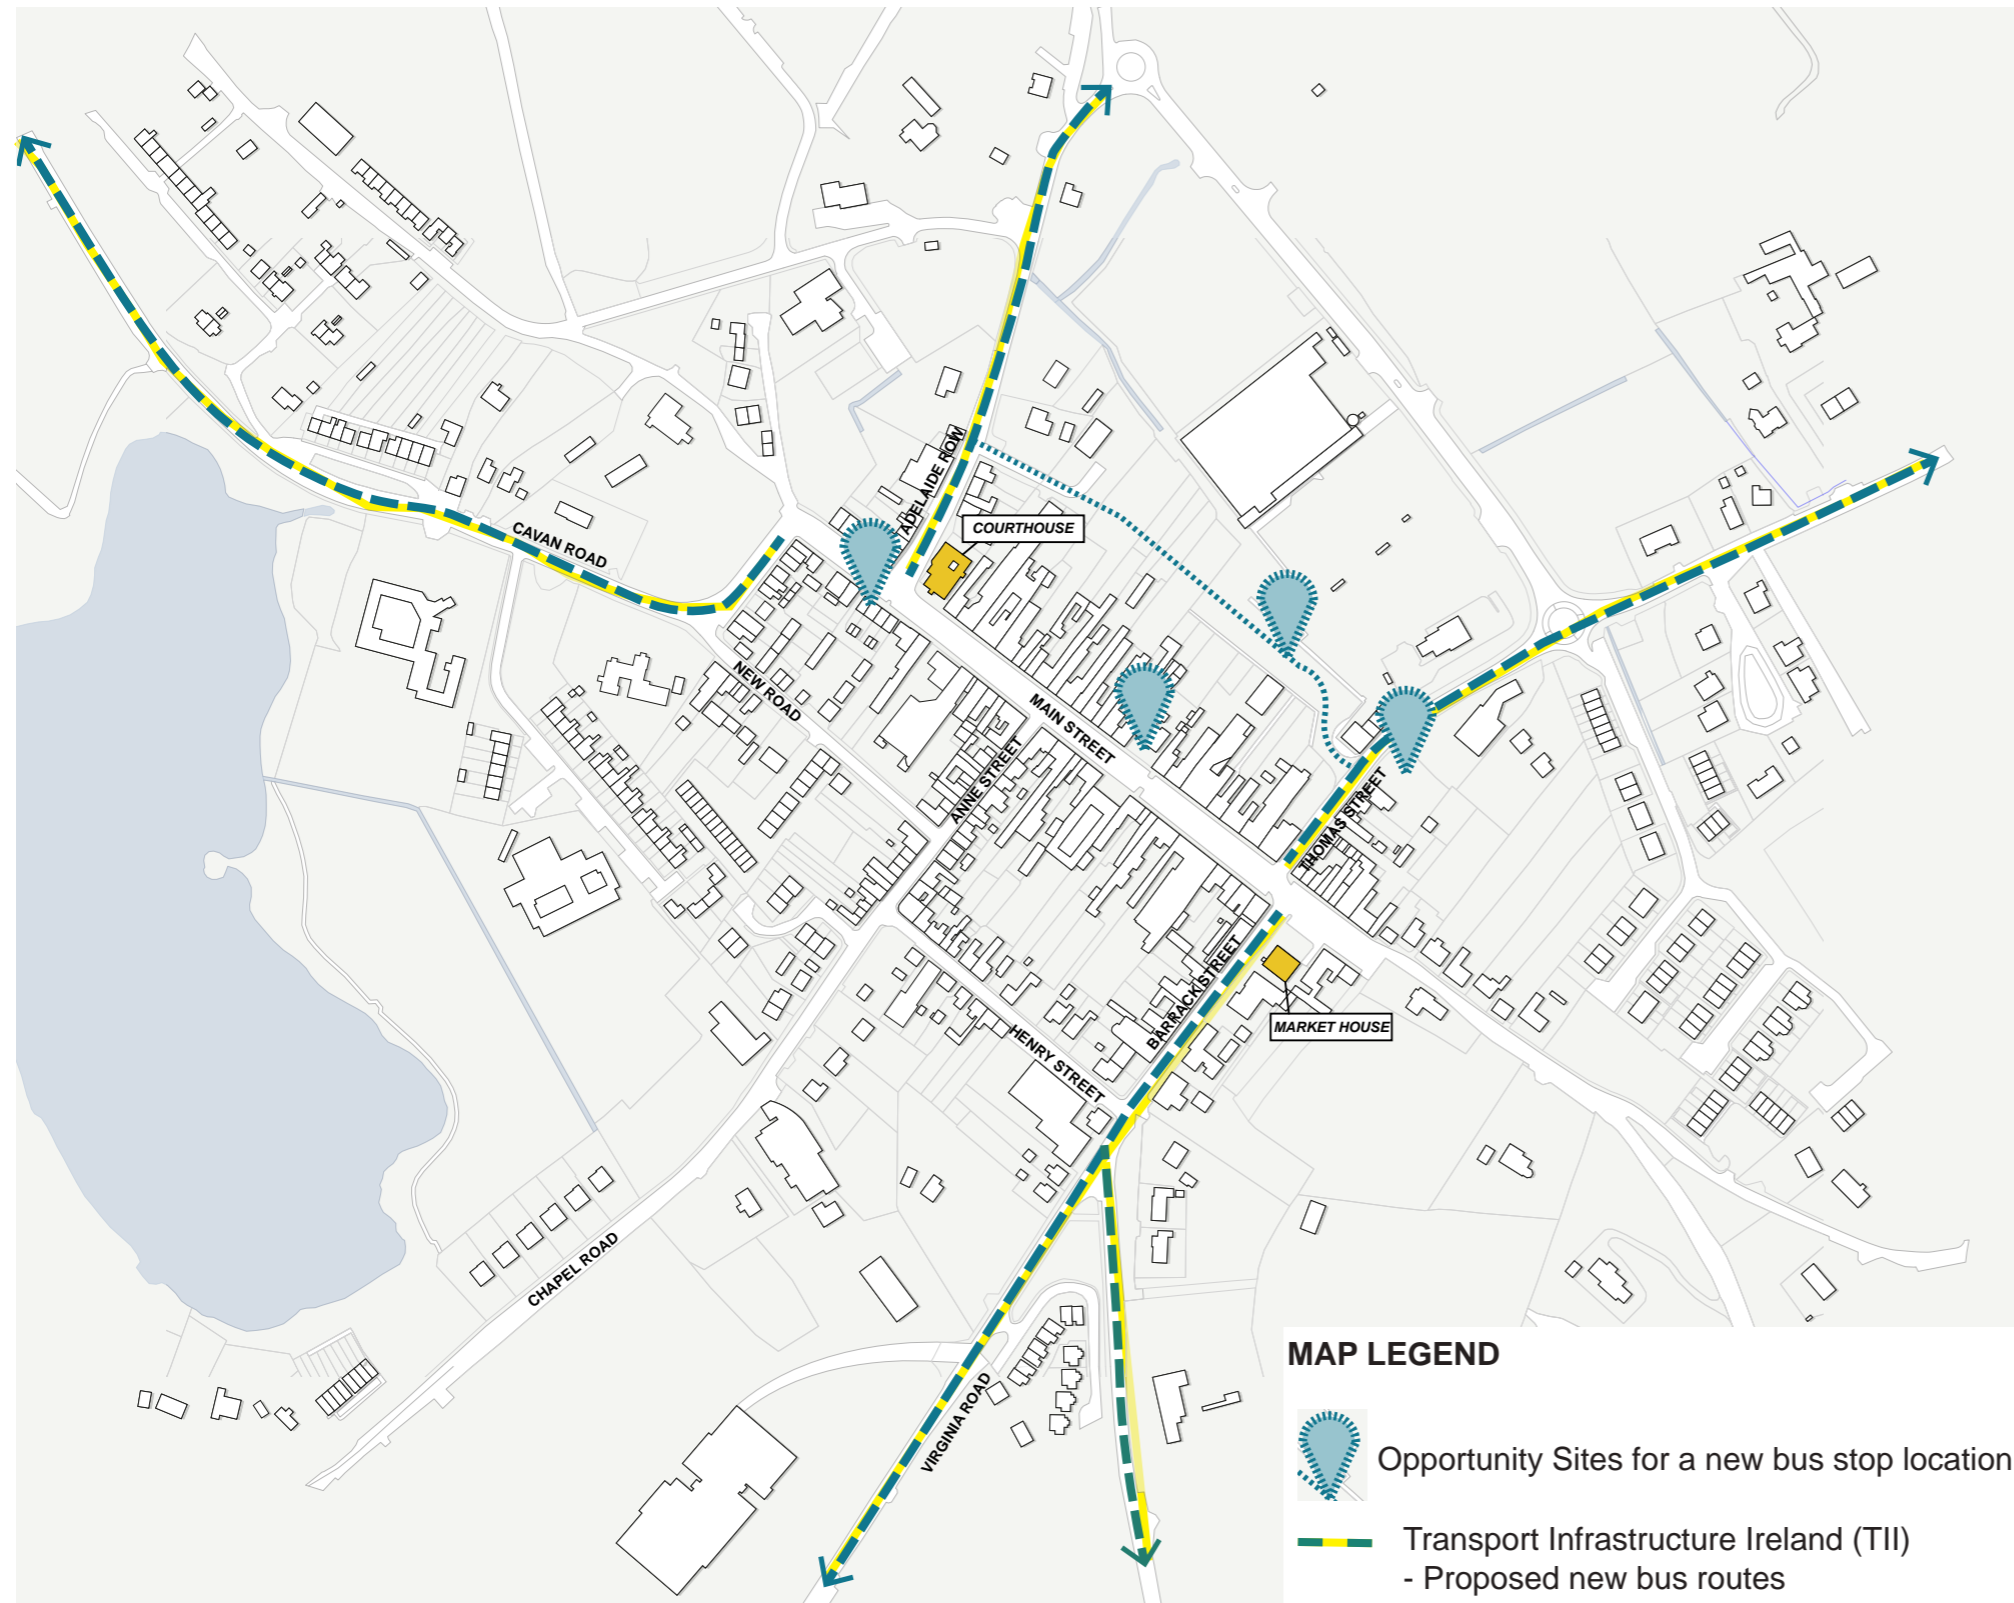 ADELAIDE ROW
COURTHOUSE
CAVAN ROAD
NEW ROAD
MAIN STREET
ANNE STREET
THOMAS STREET
BARRACK STREET
MARKET HOUSE
HENRY STREET
CHAPEL ROAD
VIRGINIA ROAD
MAP LEGEND
Opportunity Sites for a new bus stop location
Transport Infrastructure Ireland (TII)
- Proposed new bus routes